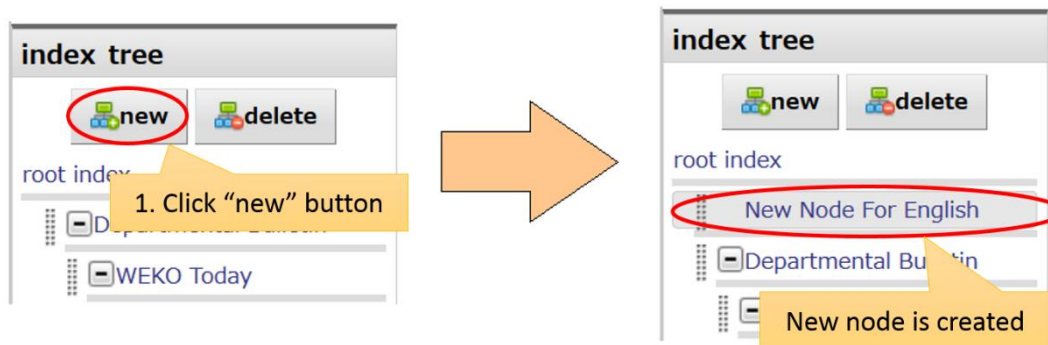 index tree
new
delete
root index
1. Click “new” button
WEKO Today
index tree
new
delete
root index
New Node For English
Departmental
New node is created